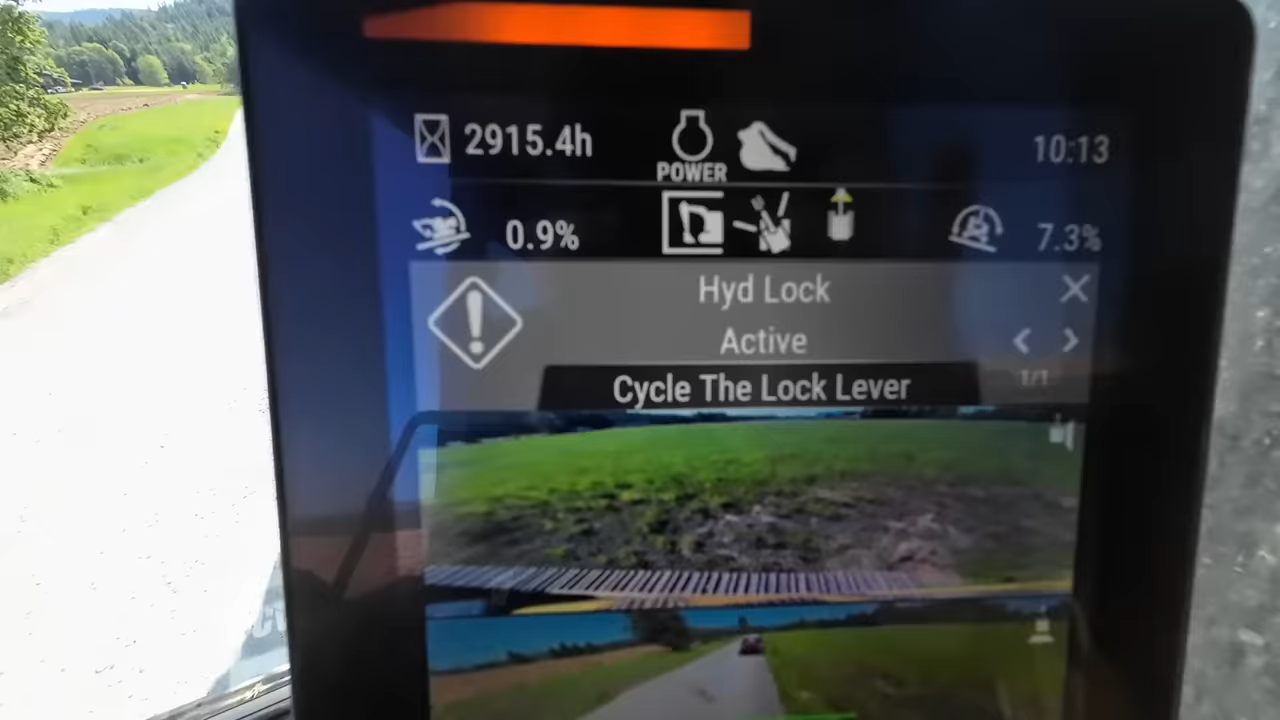 2915.4h
POWER
10:13
0.9%
7.3%
Hyd Lock
Active
1/1
Cycle The Lock Lever